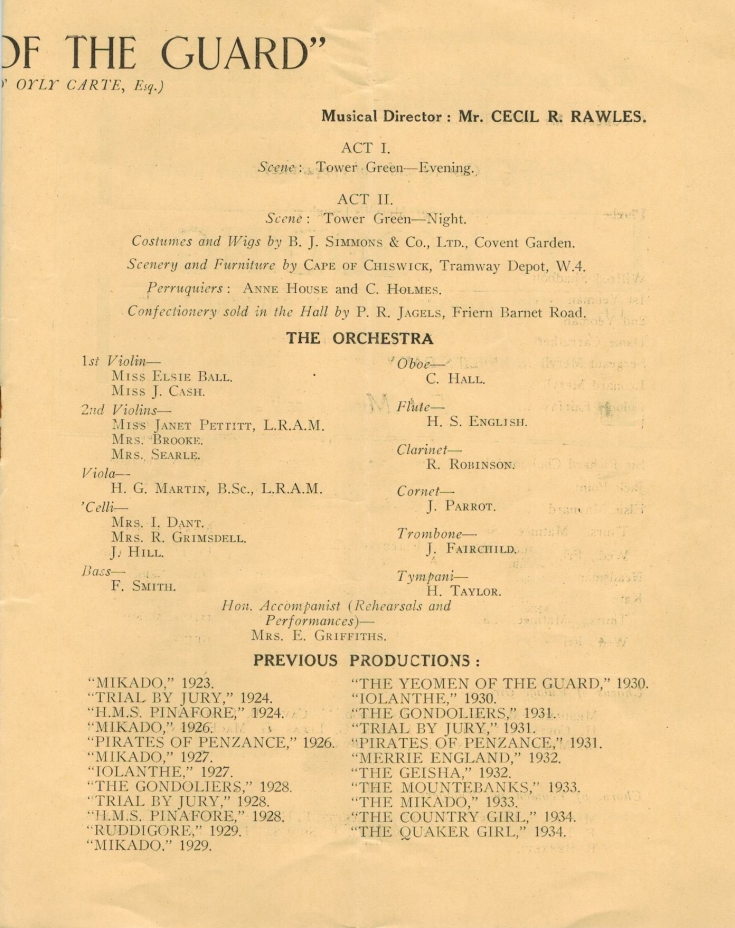 OF THE GUARD”
D’ OYLY CARTE, Esq.)
Musical Director : Mr. CECIL R. RAWLES.
ACT I.
Scene : Tower Green—Evening.
ACT II.
Scene : Tower Green—Night.
Costumes and Wigs by B. J. SIMMONS & Co., LTD., Covent Garden.
Scenery and Furniture by CAPE OF CHISWICK, Tramway Depot, W.4.
Perruquiers : ANNE HOUSE and C. HOLMES.
Confectionery sold in the Hall by P. R. JAGELS, Friern Barnet Road.
THE ORCHESTRA
1st Violin—
MISS ELSIE BALL.
MISS J. CASH.
2nd Violins—
MISS JANET PETTITT, L.R.A.M.
MRS. BROOKE.
MRS. SEARLE.
Viola—
H. G. MARTIN, B.Sc., L.R.A.M.
’Celli—
MRS. I. DANT.
MRS. R. GRIMSDELL.
J. HILL.
Bass—
F. SMITH.
Oboe—
C. HALL.
Flute—
H. S. ENGLISH.
Clarinet—
R. ROBINSON.
Cornet—
J. PARROT.
Trombone—
J. FAIRCHILD.
Tympani—
H. TAYLOR.
Hon. Accompanist (Rehearsals and
Performances)—
MRS. E. GRIFFITHS.
PREVIOUS PRODUCTIONS :
“MIKADO,” 1923.
“TRIAL BY JURY,” 1924.
“H.M.S. PINAFORE,” 1924.
“MIKADO,” 1926.
“PIRATES OF PENZANCE,” 1926.
“MIKADO,” 1927.
“IOLANTHE,” 1927.
“THE GONDOLIERS,” 1928.
“TRIAL BY JURY,” 1928.
“H.M.S. PINAFORE,” 1928.
“RUDDIGORE,” 1929.
“MIKADO.” 1929.
“THE YEOMEN OF THE GUARD,” 1930.
“IOLANTHE,” 1930.
“THE GONDOLIERS,” 1931.
“TRIAL BY JURY,” 1931.
“PIRATES OF PENZANCE,” 1931.
“MERRIE ENGLAND,” 1932.
“THE GEISHA,” 1932.
“THE MOUNTEBANKS,” 1933.
“THE MIKADO,” 1933.
“THE COUNTRY GIRL,” 1934.
“THE QUAKER GIRL,” 1934.